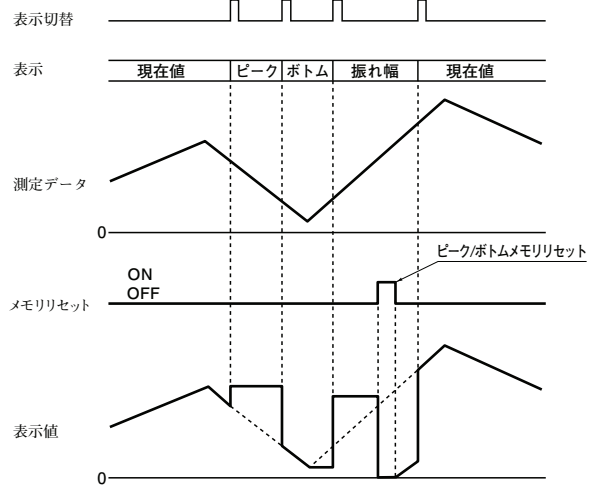 表示切替
表示
現在値
ピーク
ボトム
振れ幅
現在値
測定データ
0
ピーク/ボトムメモリリセット
ON
OFF
メモリリセット
表示値
0